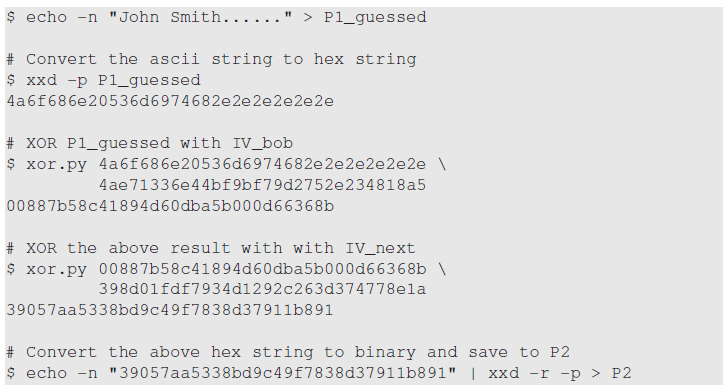 $ echo -n "John Smith......" > P1_guessed
# Convert the ascii string to hex string
$ xxd -p P1_guessed
4a6f686e20536d6974682e2e2e2e2e2e
# XOR P1_guessed with IV_bob
$ xor.py 4a6f686e20536d6974682e2e2e2e2e2e \
4ae71336e44bf9bf79d2752e234818a5
00887b58c41894d60dba5b000d66368b
# XOR the above result with with IV_next
$ xor.py 00887b58c41894d60dba5b000d66368b \
398d01fdf7934d1292c263d374778e1a
39057aa5338bd9c49f7838d37911b891
# Convert the above hex string to binary and save to P2
$ echo -n "39057aa5338bd9c49f7838d37911b891" | xxd -r -p > P2